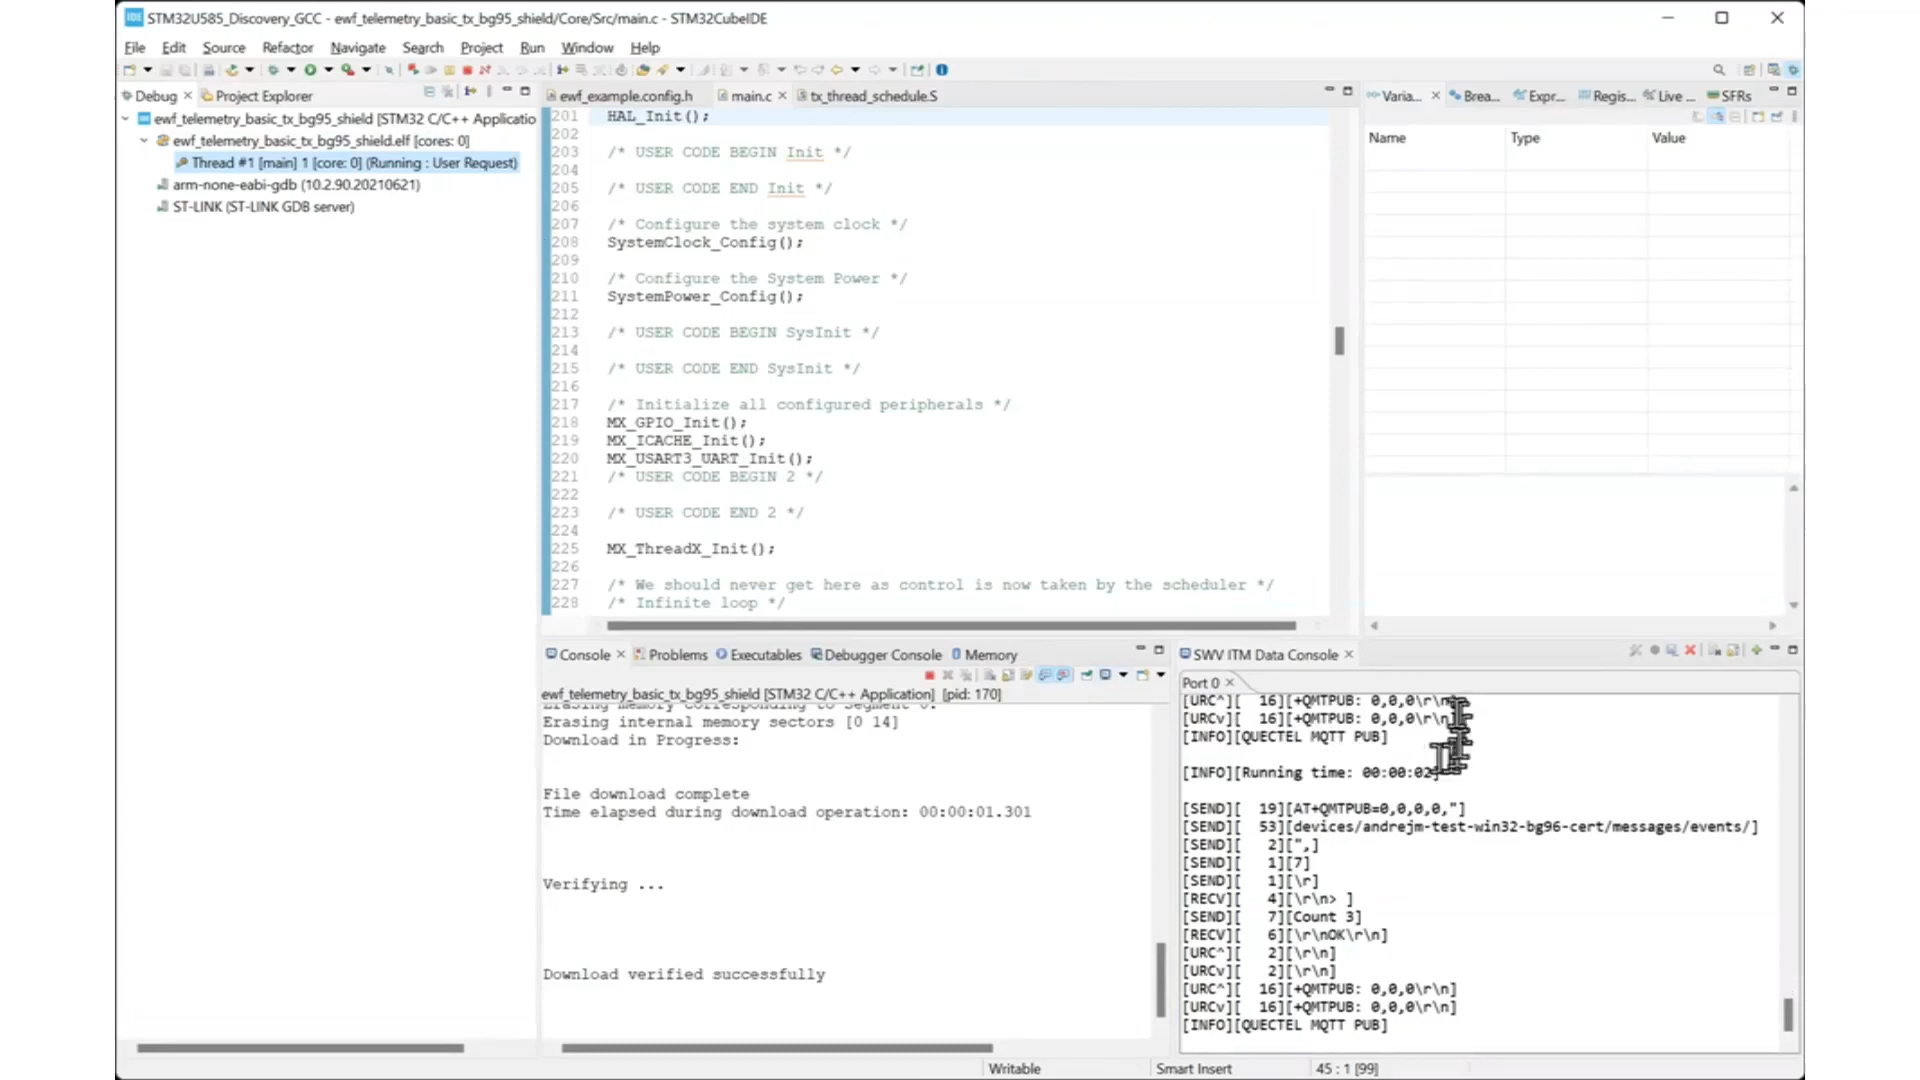 IDE STM32U585_Discovery_GCC - ewf_telemetry_basic_tx_bg95_shield/Core/Src/main.c - STM32CubeIDE
File Edit Source Refactor Navigate Search Project Run Window Help
Debug Project Explorer
ewf_telemetry_basic_tx_bg95_shield [STM32 C/C++ Applicatio
ewf_telemetry_basic_tx_bg95_shield.elf [cores: 0]
Thread #1 [main] 1 [core: 0] (Running : User Request)
arm-none-eabi-gdb (10.2.90.20210621)
ST-LINK (ST-LINK GDB server)
ewf_example.config.h main.c tx_thread_schedule.S
201 HAL_Init();
202
203 /* USER CODE BEGIN Init */
204
205 /* USER CODE END Init */
206
207 /* Configure the system clock */
208 SystemClock_Config();
209
210 /* Configure the System Power */
211 SystemPower_Config();
212
213 /* USER CODE BEGIN SysInit */
214
215 /* USER CODE END SysInit */
216
217 /* Initialize all configured peripherals */
218 MX_GPIO_Init();
219 MX_ICACHE_Init();
220 MX_USART3_UART_Init();
221 /* USER CODE BEGIN 2 */
222
223 /* USER CODE END 2 */
224
225 MX_ThreadX_Init();
226
227 /* We should never get here as control is now taken by the scheduler */
228 /* Infinite loop */
Varia... Brea... Expr... Regis... Live ... SFRs
Name Type Value
Console Problems Executables Debugger Console Memory
ewf_telemetry_basic_tx_bg95_shield [STM32 C/C++ Application] [pid: 170]
Erasing memory corresponding to segment 0:
Erasing internal memory sectors [0 14]
Download in Progress:
File download complete
Time elapsed during download operation: 00:00:01.301
Verifying ...
Download verified successfully
SWV ITM Data Console
Port 0
[URC^][ 16][+QMTPUB: 0,0,0\r\n]
[URCv][ 16][+QMTPUB: 0,0,0\r\n]
[INFO][QUECTEL MQTT PUB]
[INFO][Running time: 00:00:02]
[SEND][ 19][AT+QMTPUB=0,0,0,0,"]
[SEND][ 53][devices/andrejm-test-win32-bg96-cert/messages/events/]
[SEND][ 2][",]
[SEND][ 1][7]
[SEND][ 1][\r]
[RECV][ 4][\r\n> ]
[SEND][ 7][Count 3]
[RECV][ 6][\r\nOK\r\n]
[URC^][ 2][\r\n]
[URCv][ 2][\r\n]
[URC^][ 16][+QMTPUB: 0,0,0\r\n]
[URCv][ 16][+QMTPUB: 0,0,0\r\n]
[INFO][QUECTEL MQTT PUB]
Writable Smart Insert 45 : 1 [99]